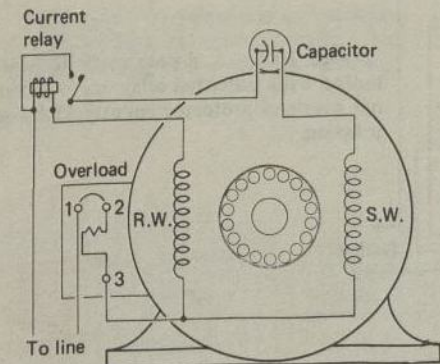 Current
relay
Capacitor
Overload
1
2
R.W.
S.W.
3
To line